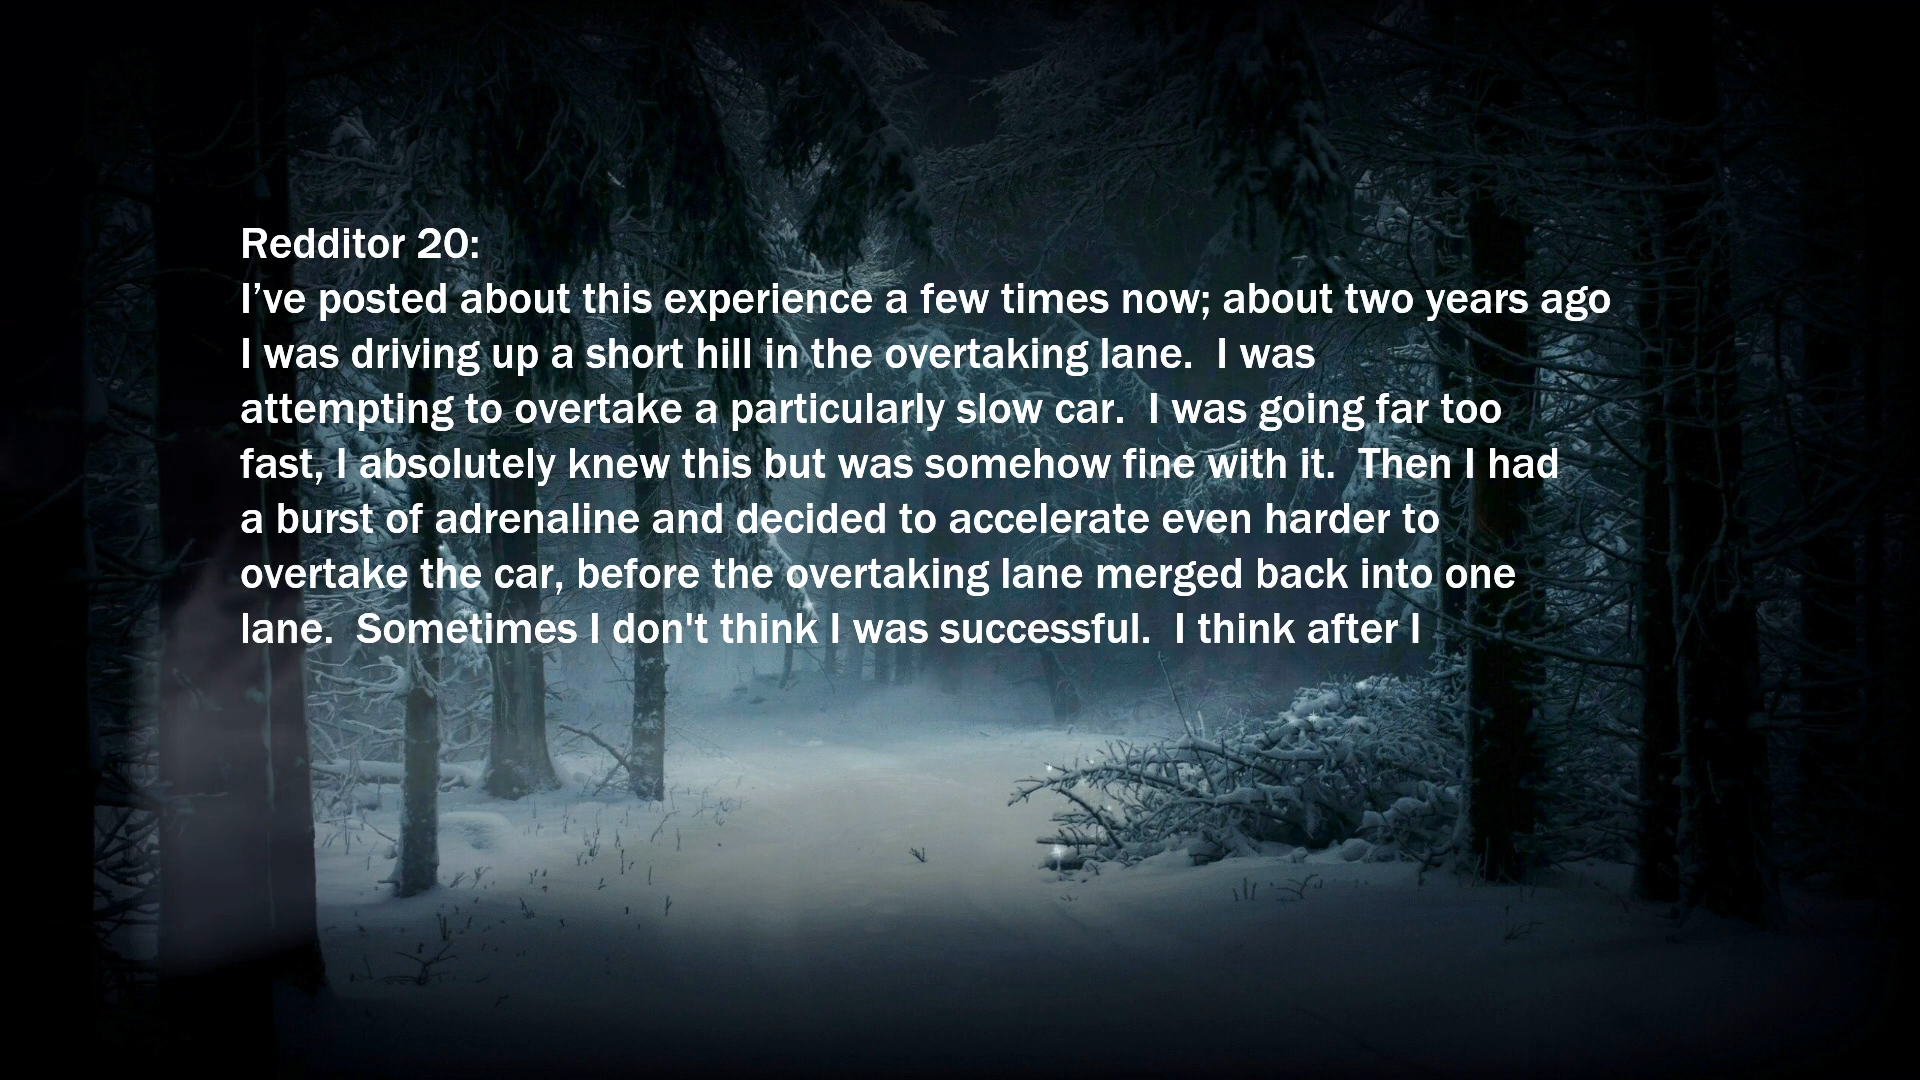 Redditor 20:
I’ve posted about this experience a few times now; about two years ago
I was driving up a short hill in the overtaking lane.  I was
attempting to overtake a particularly slow car.  I was going far too
fast, I absolutely knew this but was somehow fine with it.  Then I had
a burst of adrenaline and decided to accelerate even harder to
overtake the car, before the overtaking lane merged back into one
lane.  Sometimes I don't think I was successful.  I think after I